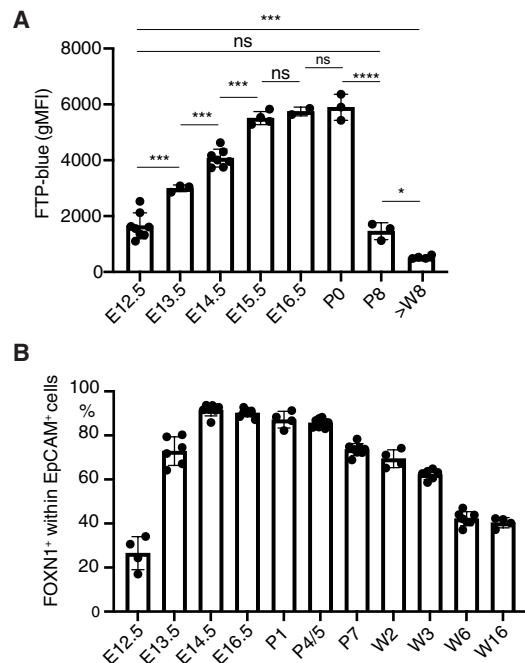 A
***
ns
ns
***
ns
****
***
***
*
FTP-blue (gMFI)
8000
6000
4000
2000
0
E12.5
E13.5
E14.5
E15.5
E16.5
P0
P8
>W8
B
FOXN1⁺ within EpCAM⁺ cells
100
%
80
60
40
20
0
E12.5
E13.5
E14.5
E16.5
P1
P4/5
P7
W2
W3
W6
W16